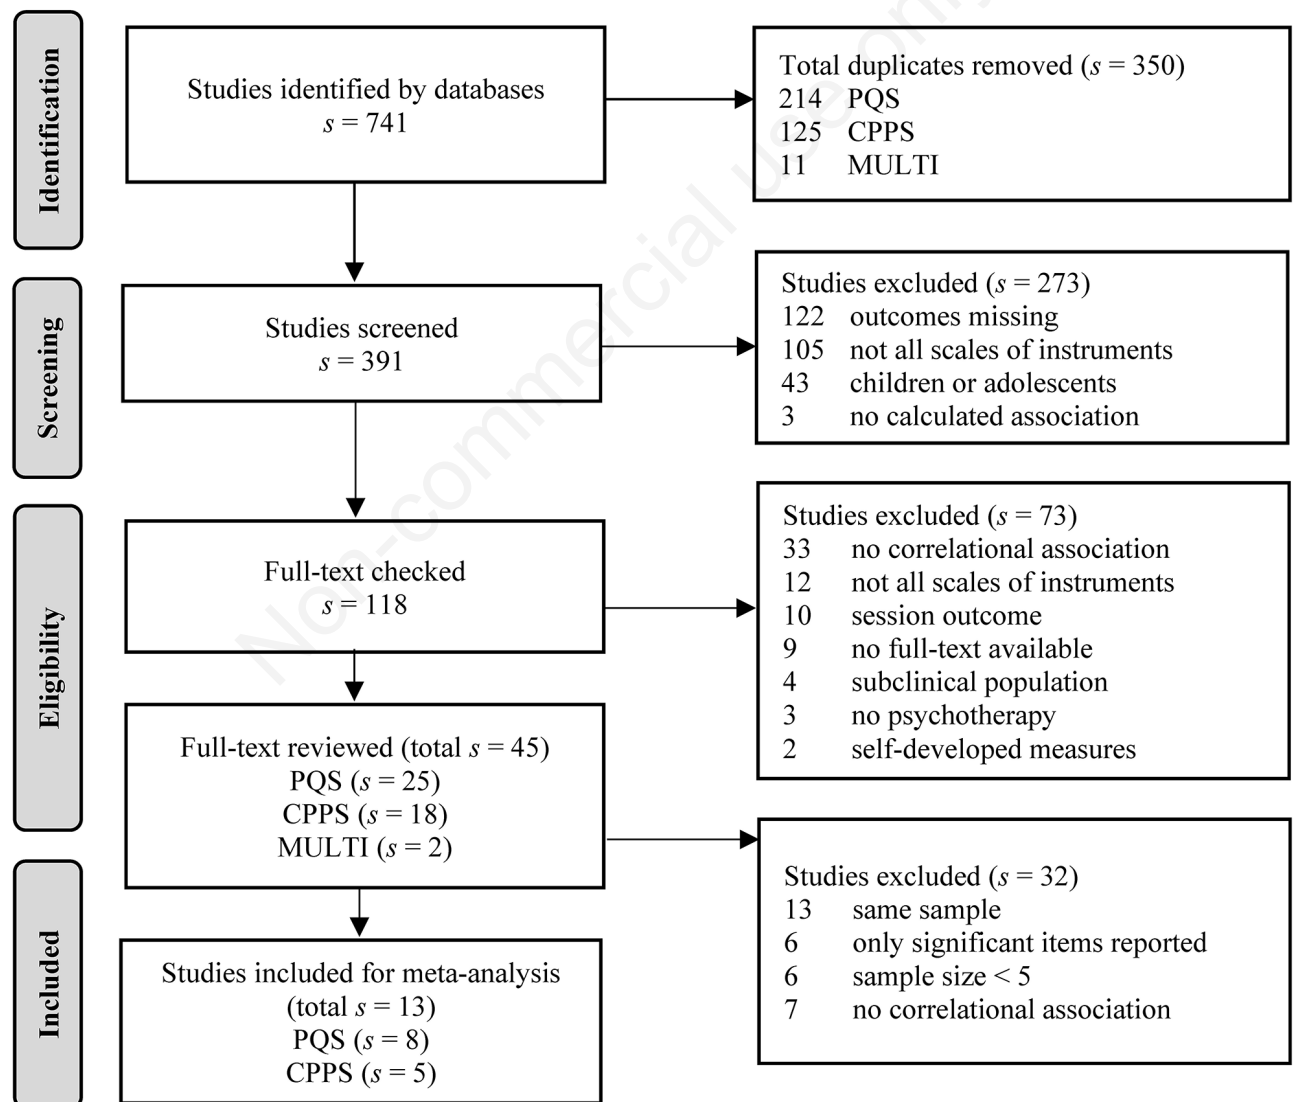 Identification
Studies identified by databases
s = 741
Total duplicates removed (s = 350)
214 PQS
125 CPPS
11 MULTI
Screening
Studies screened
s = 391
Studies excluded (s = 273)
122 outcomes missing
105 not all scales of instruments
43 children or adolescents
3 no calculated association
Eligibility
Full-text checked
s = 118
Studies excluded (s = 73)
33 no correlational association
12 not all scales of instruments
10 session outcome
9 no full-text available
4 subclinical population
3 no psychotherapy
2 self-developed measures
Full-text reviewed (total s = 45)
PQS (s = 25)
CPPS (s = 18)
MULTI (s = 2)
Studies excluded (s = 32)
13 same sample
6 only significant items reported
6 sample size < 5
7 no correlational association
Included
Studies included for meta-analysis
(total s = 13)
PQS (s = 8)
CPPS (s = 5)
Non-commercial use only